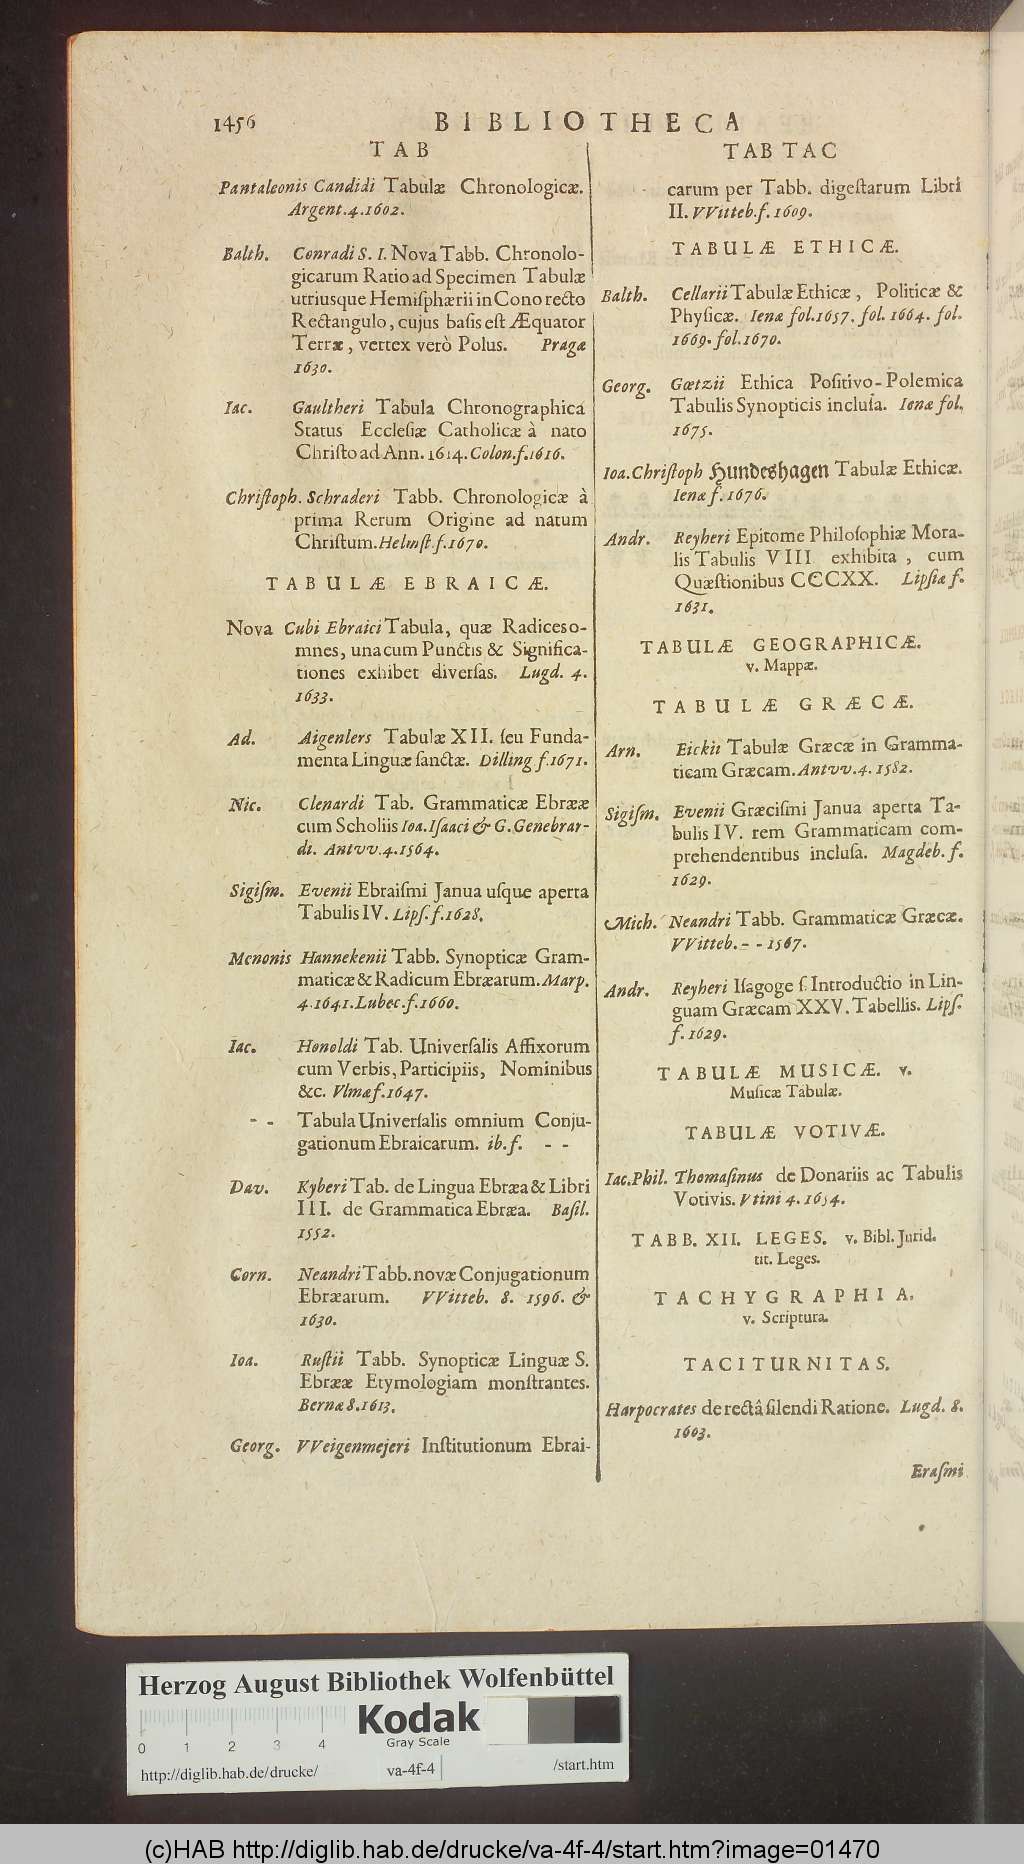 1456 BIBLIOTHECA
TAB
Pantaleonis Candidi Tabulæ Chronologicæ.
Argent.4.1602.
Balth. Conradi S. I. Nova Tabb. Chronolo-
gicarum Ratio ad Specimen Tabulæ
utriusque Hemiſphærii in Cono recto
Rectangulo, cujus baſis eſt Æquator
Terræ, vertex verò Polus. Pragæ
1630.
Iac. Gaultheri Tabula Chronographica
Status Eccleſiæ Catholicæ à nato
Chriſto ad Ann. 1614. Colon.f.1616.
Chriſtoph. Schraderi Tabb. Chronologicæ à
prima Rerum Origine ad natum
Chriſtum. Helmſt.f.1670.
TABULÆ EBRAICÆ.
Nova Cubi Ebraici Tabula, quæ Radices o-
mnes, una cum Punctis & Significa-
tiones exhibet diverſas. Lugd. 4.
1633.
Ad. Aigenlers Tabulæ XII. ſeu Funda-
menta Linguæ ſanctæ. Dilling f.1671.
Nic. Clenardi Tab. Grammaticæ Ebrææ
cum Scholiis Ioa. Iſaaci & G. Genebrar-
di. Antvv.4.1564.
Sigiſm. Evenii Ebraiſmi Janua uſque aperta
Tabulis IV. Lipſ.f.1628.
Menonis Hannekenii Tabb. Synopticæ Gram-
maticæ & Radicum Ebræarum. Marp.
4.1641. Lubec.f.1660.
Iac. Honoldi Tab. Univerſalis Affixorum
cum Verbis, Participiis, Nominibus
&c. Vlmæ f.1647.
- - Tabula Univerſalis omnium Conju-
gationum Ebraicarum. ib.f. - -
Dav. Kyberi Tab. de Lingua Ebræa & Libri
III. de Grammatica Ebræa. Baſil.
1552.
Corn. Neandri Tabb. novæ Conjugationum
Ebræarum. VVitteb. 8. 1596. &
1630.
Ioa. Ruſtii Tabb. Synopticæ Linguæ S.
Ebrææ Etymologiam monſtrantes.
Bernæ 8.1613.
Georg. VVeigenmejeri Inſtitutionum Ebrai-
TAB TAC
carum per Tabb. digeſtarum Libri
II. VVitteb.f.1609.
TABULÆ ETHICÆ.
Balth. Cellarii Tabulæ Ethicæ, Politicæ &
Phyſicæ. Ienæ fol.1657. fol. 1664. fol.
1669. fol.1670.
Georg. Gœtzii Ethica Poſitivo-Polemica
Tabulis Synopticis incluſa. Ienæ fol.
1675.
Ioa. Chriſtoph Hundeshagen Tabulæ Ethicæ.
Ienæ f.1676.
Andr. Reyheri Epitome Philoſophiæ Mora-
lis Tabulis VIII exhibita, cum
Quæſtionibus CCCXX. Lipſiæ f.
1631.
TABULÆ GEOGRAPHICÆ.
v. Mappæ.
TABULÆ GRÆCÆ.
Arn. Eickii Tabulæ Græcæ in Gramma-
ticam Græcam. Antvv.4.1582.
Sigiſm. Evenii Græciſmi Janua aperta Ta-
bulis IV. rem Grammaticam com-
prehendentibus incluſa. Magdeb. f.
1629.
Mich. Neandri Tabb. Grammaticæ Græcæ.
VVitteb. - - 1567.
Andr. Reyheri Iſagoge ſ. Introductio in Lin-
guam Græcam XXV. Tabellis. Lipſ.
f.1629.
TABULÆ MUSICÆ. v.
Muſicæ Tabulæ.
TABULÆ VOTIVÆ.
Iac. Phil. Thomaſinus de Donariis ac Tabulis
Votivis. Vtini 4.1654.
TABB. XII. LEGES. v. Bibl. Jurid.
tit. Leges.
TACHYGRAPHIA.
v. Scriptura.
TACITURNITAS.
Harpocrates de rectâ ſilendi Ratione. Lugd. 8.
1603.
Eraſmi
Herzog August Bibliothek Wolfenbüttel
Kodak
Gray Scale
0 1 2 3 4
http://diglib.hab.de/drucke/ va-4f-4 /start.htm
(c)HAB http://diglib.hab.de/drucke/va-4f-4/start.htm?image=01470